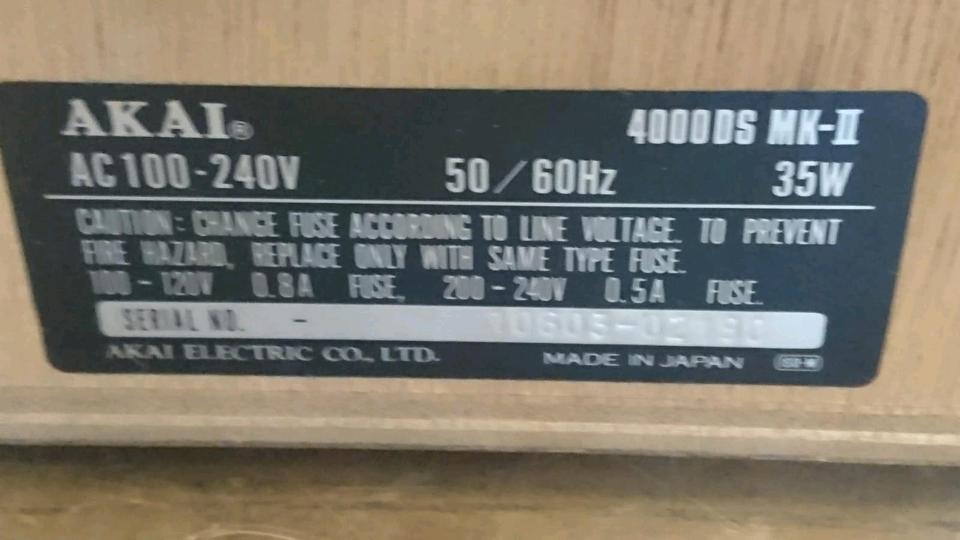 AKAI®
4000DS MK-II
AC 100-240V 50/60Hz 35W
CAUTION: CHANGE FUSE ACCORDING TO LINE VOLTAGE. TO PREVENT
FIRE HAZARD, REPLACE ONLY WITH SAME TYPE FUSE.
100-120V 0.8A FUSE, 200-240V 0.5A FUSE.
SERIAL NO. -
AKAI ELECTRIC CO., LTD. MADE IN JAPAN